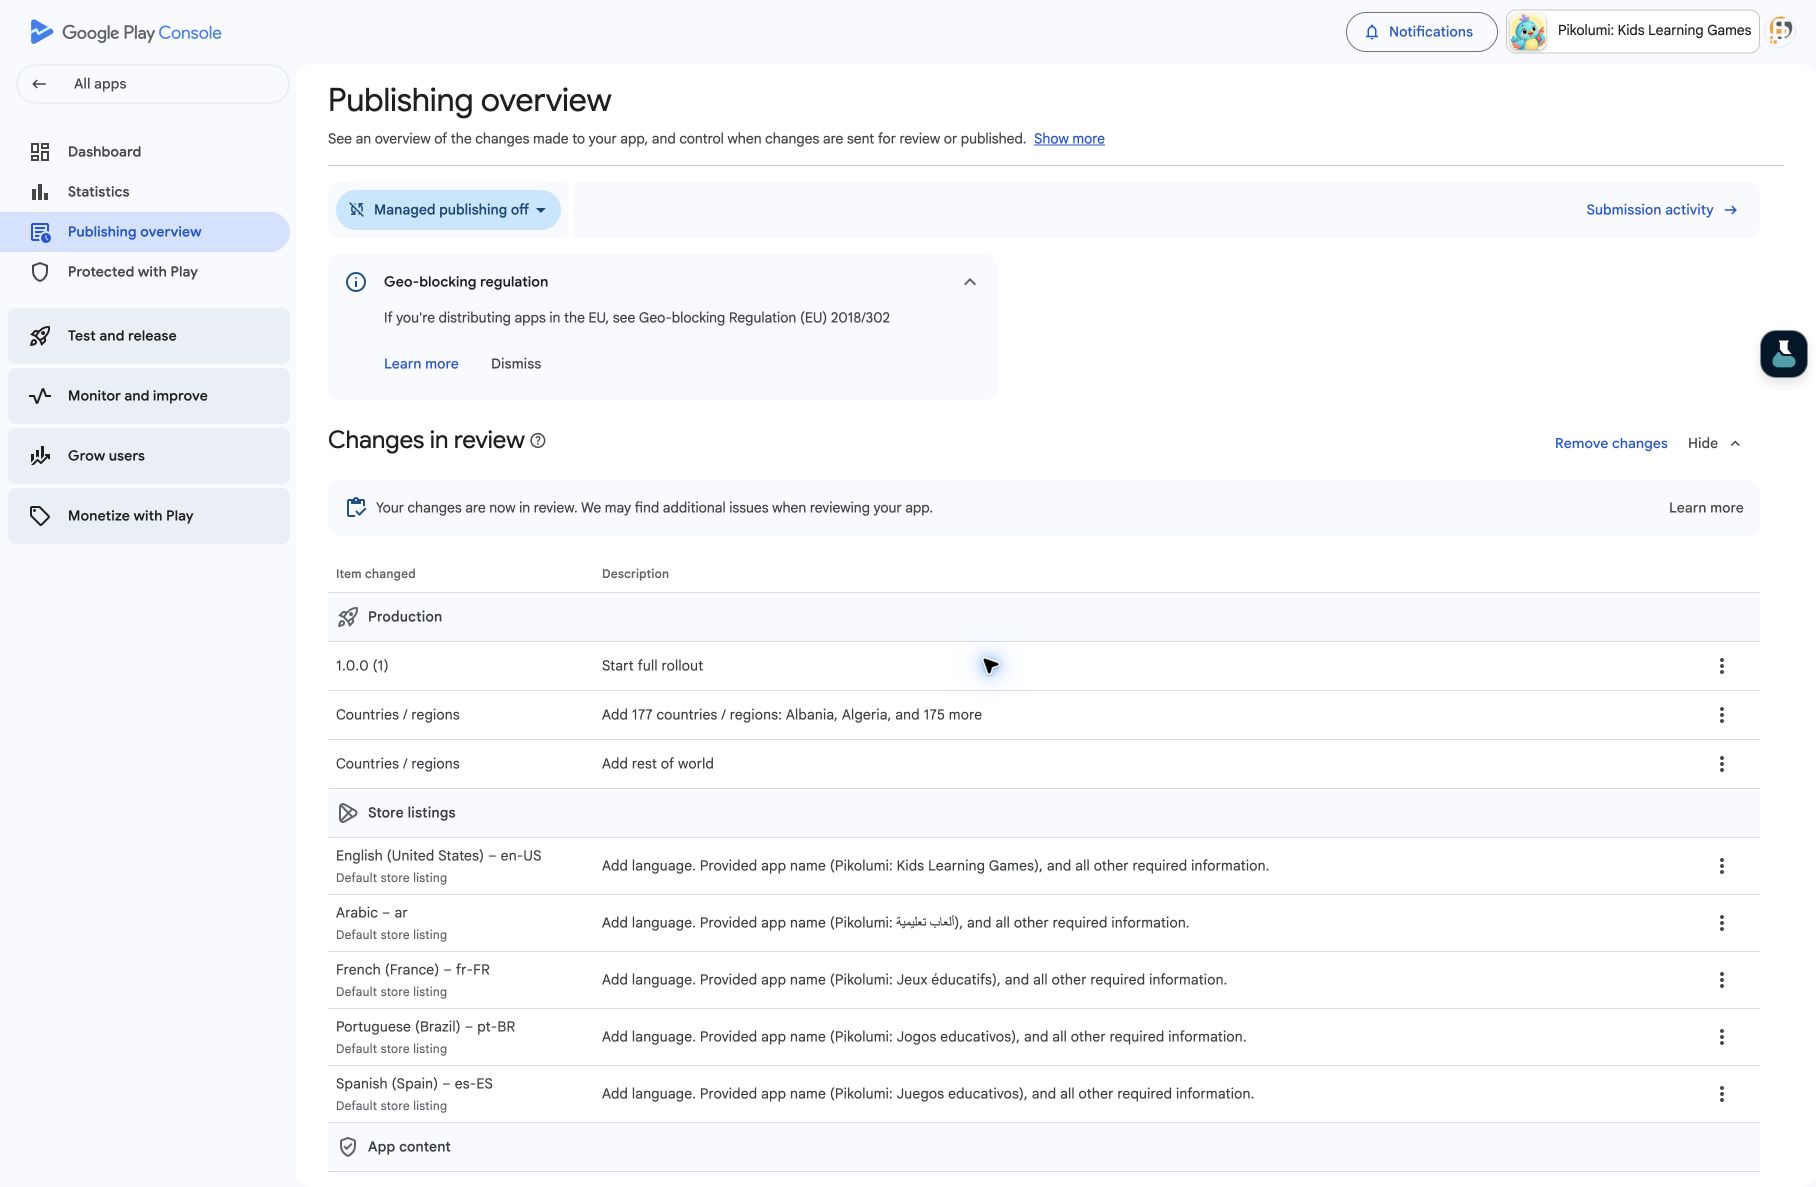 Google Play Console
Notifications
Pikolumi: Kids Learning Games
All apps
Dashboard
Statistics
Publishing overview
Protected with Play
Test and release
Monitor and improve
Grow users
Monetize with Play
Publishing overview
See an overview of the changes made to your app, and control when changes are sent for review or published. Show more
Managed publishing off
Submission activity
Geo-blocking regulation
If you're distributing apps in the EU, see Geo-blocking Regulation (EU) 2018/302
Learn more Dismiss
Changes in review
Remove changes Hide
Your changes are now in review. We may find additional issues when reviewing your app. Learn more
Item changed Description
Production
1.0.0 (1) Start full rollout
Countries / regions Add 177 countries / regions: Albania, Algeria, and 175 more
Countries / regions Add rest of world
Store listings
English (United States) – en-US
Default store listing
Add language. Provided app name (Pikolumi: Kids Learning Games), and all other required information.
Arabic – ar
Default store listing
Add language. Provided app name (Pikolumi: ألعاب تعليمية), and all other required information.
French (France) – fr-FR
Default store listing
Add language. Provided app name (Pikolumi: Jeux éducatifs), and all other required information.
Portuguese (Brazil) – pt-BR
Default store listing
Add language. Provided app name (Pikolumi: Jogos educativos), and all other required information.
Spanish (Spain) – es-ES
Default store listing
Add language. Provided app name (Pikolumi: Juegos educativos), and all other required information.
App content